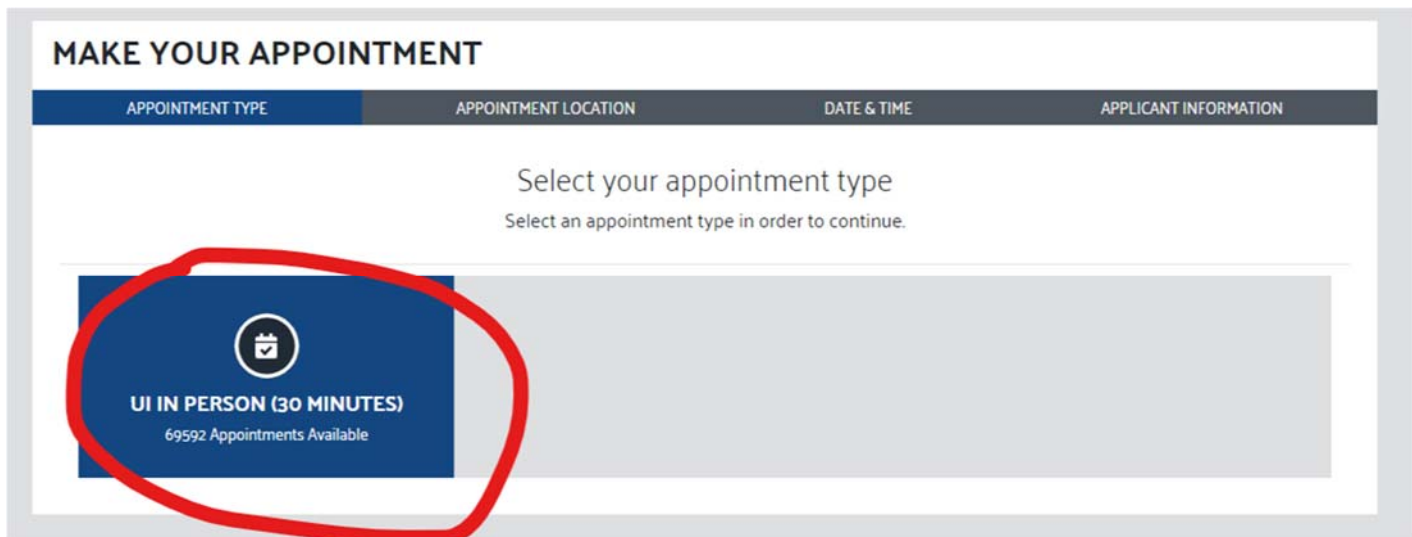 MAKE YOUR APPOINTMENT
APPOINTMENT TYPE
APPOINTMENT LOCATION
DATE & TIME
APPLICANT INFORMATION
Select your appointment type
Select an appointment type in order to continue.
UI IN PERSON (30 MINUTES)
69592 Appointments Available